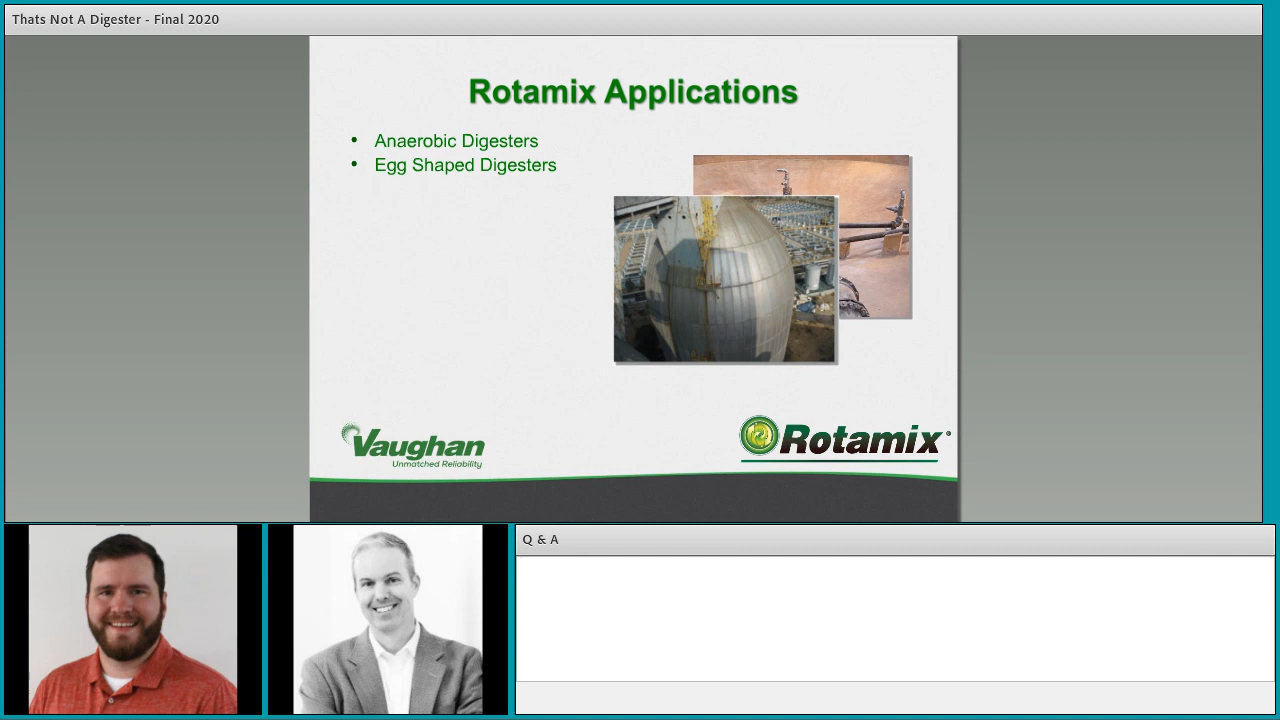 Thats Not A Digester - Final 2020
Rotamix Applications
• Anaerobic Digesters
• Egg Shaped Digesters
Vaughan
Unmatched Reliability
Rotamix
Q & A